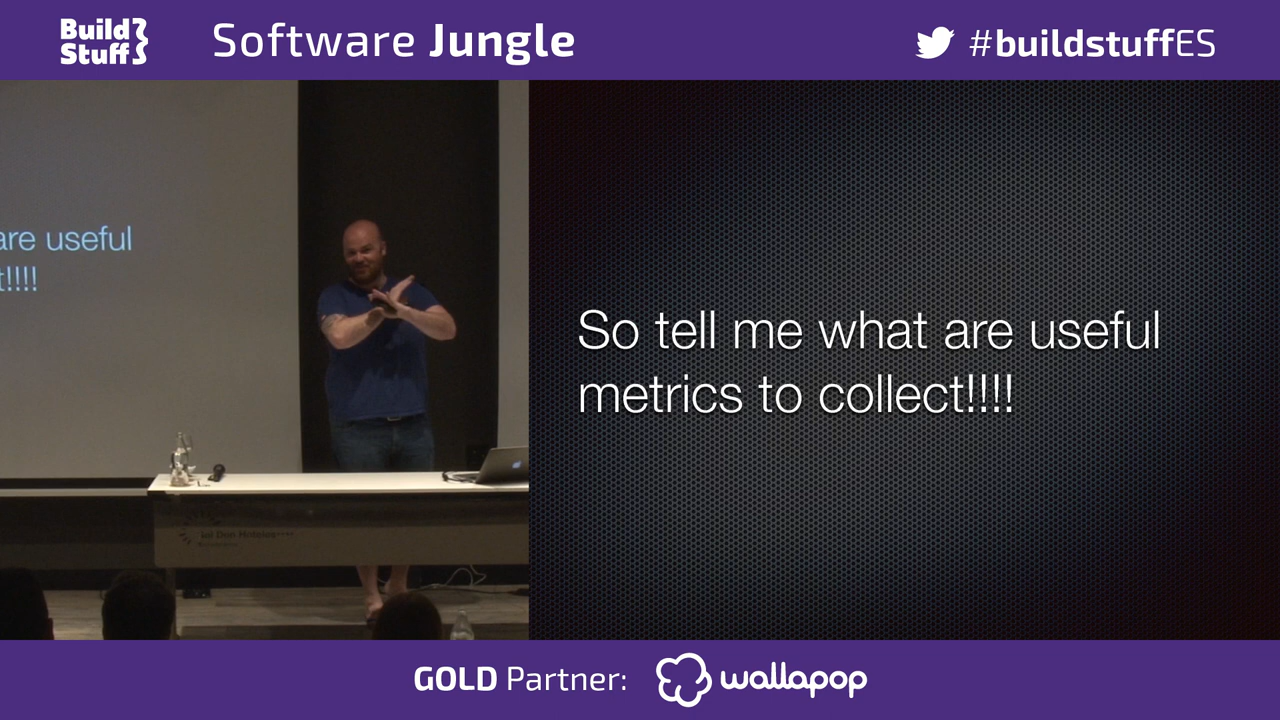 Build
Stuff
Software Jungle
#buildstuffES
are useful
t!!!!
So tell me what are useful
metrics to collect!!!!
GOLD Partner:
wallapop